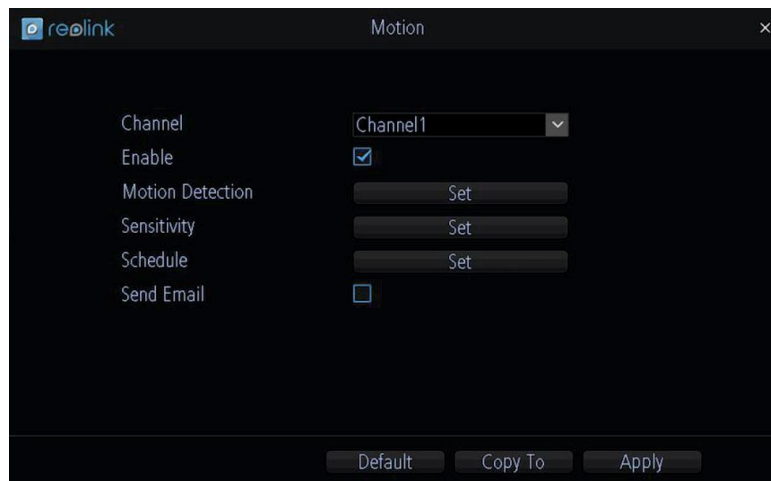 reolink Motion ×
Channel Channel1
Enable
Motion Detection Set
Sensitivity Set
Schedule Set
Send Email
Default Copy To Apply